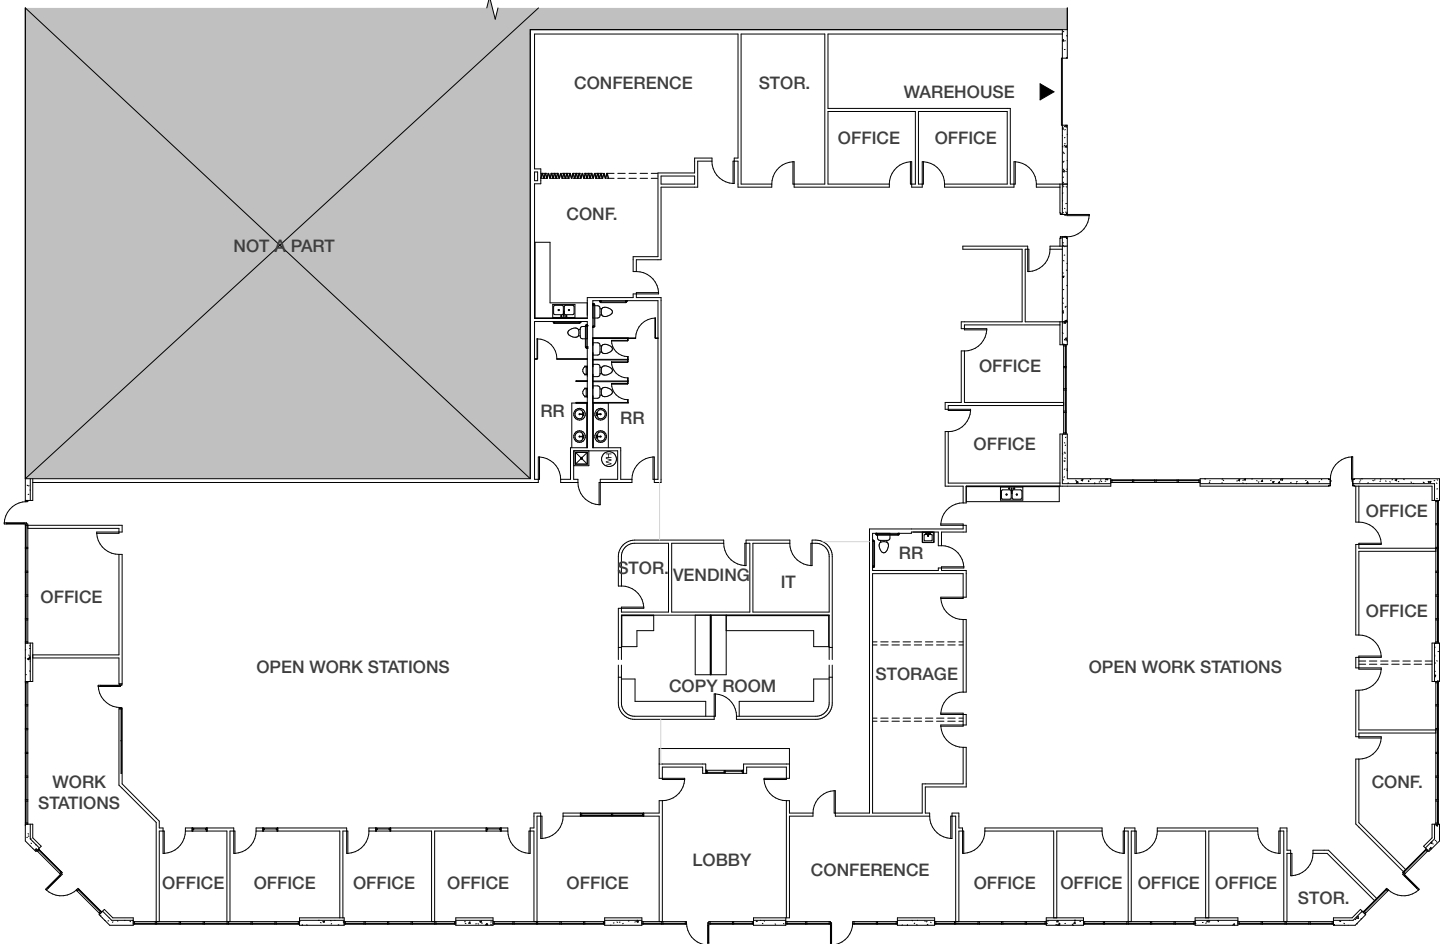 CONFERENCE
STOR.
WAREHOUSE
OFFICE
OFFICE
CONF.
NOT A PART
OFFICE
RR
RR
OFFICE
WH
OFFICE
RR
STOR.
VENDING
IT
OFFICE
OFFICE
OPEN WORK STATIONS
COPY ROOM
STORAGE
OPEN WORK STATIONS
WORK
STATIONS
CONF.
LOBBY
CONFERENCE
OFFICE
OFFICE
OFFICE
OFFICE
OFFICE
OFFICE
OFFICE
OFFICE
OFFICE
STOR.